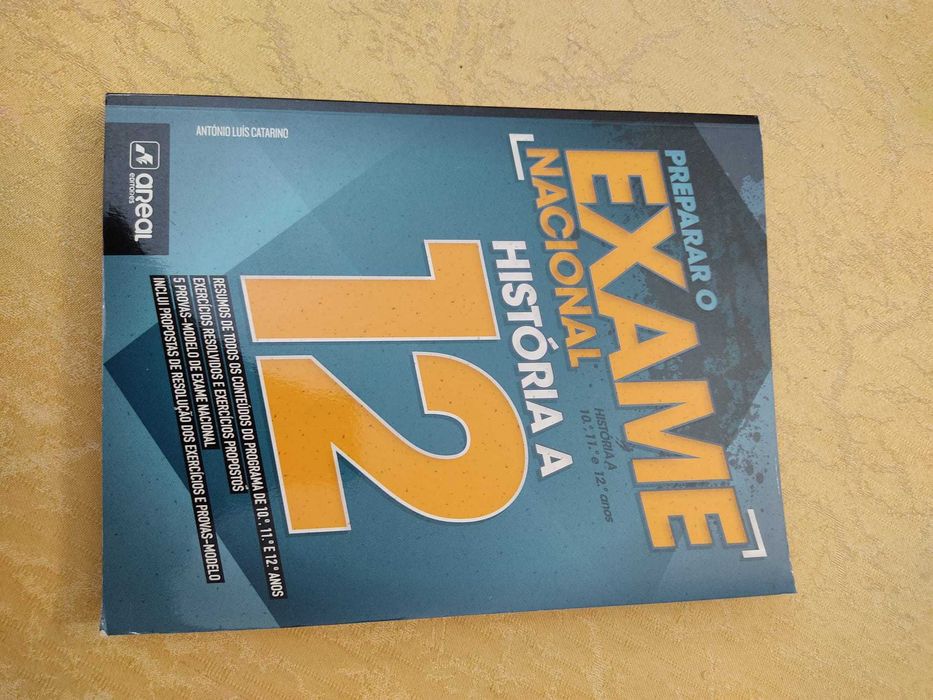 PREPARAR O
EXAME
NACIONAL
HISTÓRIA A
10.º, 11.º e 12.º anos
HISTÓRIA A
12
RESUMOS DE TODOS OS CONTEÚDOS DO PROGRAMA DE 10.º, 11.º E 12.º ANOS
EXERCÍCIOS RESOLVIDOS E EXERCÍCIOS PROPOSTOS
5 PROVAS-MODELO DE EXAME NACIONAL
INCLUI PROPOSTAS DE RESOLUÇÃO DOS EXERCÍCIOS E PROVAS-MODELO
ANTÓNIO LUÍS CATARINO
areal
editores